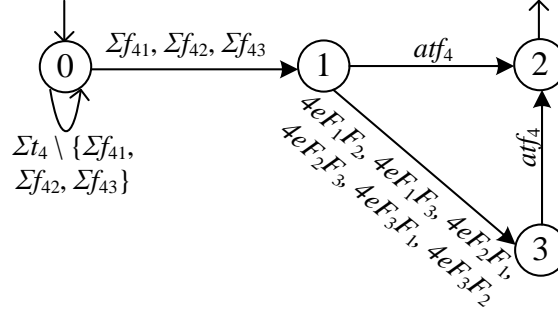 Σf₄₁, Σf₄₂, Σf₄₃
atf₄
0
1
2
Σt₄ \ {Σf₄₁,
Σf₄₂, Σf₄₃}
4eF₁F₂, 4eF₁F₃, 4eF₂F₁,
4eF₂F₃, 4eF₃F₁, 4eF₃F₂
atf₄
3